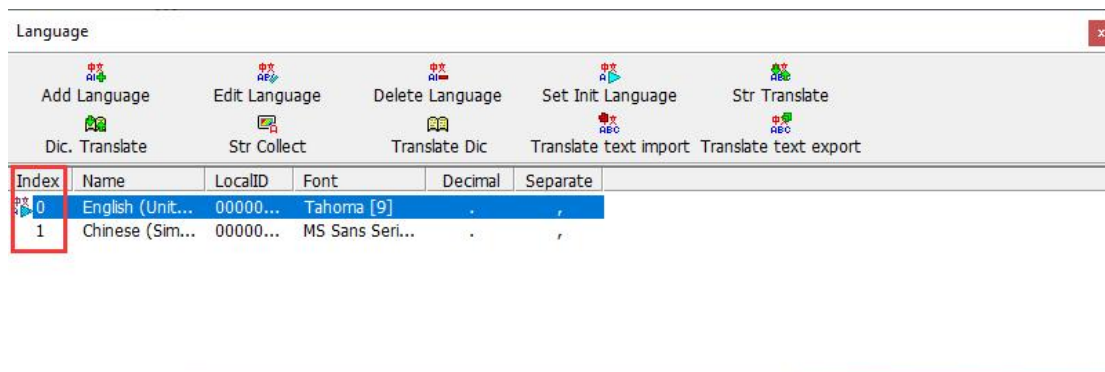 Language
Add Language Edit Language Delete Language Set Init Language Str Translate
Dic. Translate Str Collect Translate Dic Translate text import Translate text export
Index Name LocalID Font Decimal Separate
0 English (Unit... 00000... Tahoma [9] . ,
1 Chinese (Sim... 00000... MS Sans Seri... . ,